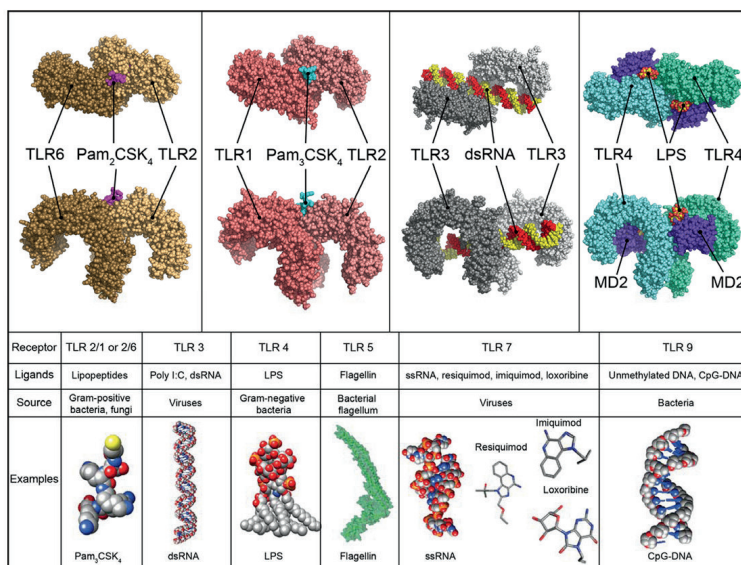 TLR6 Pam2CSK4 TLR2
TLR1 Pam3CSK4 TLR2
TLR3 dsRNA TLR3
TLR4 LPS TLR4
MD2 MD2
Receptor TLR 2/1 or 2/6 TLR 3 TLR 4 TLR 5 TLR 7 TLR 9
Ligands Lipopeptides Poly I:C, dsRNA LPS Flagellin ssRNA, resiquimod, imiquimod, loxoribine Unmethylated DNA, CpG-DNA
Source Gram-positive bacteria, fungi Viruses Gram-negative bacteria Bacterial flagellum Viruses Bacteria
Examples
Imiquimod
Resiquimod
Loxoribine
Pam3CSK4 dsRNA LPS Flagellin ssRNA CpG-DNA